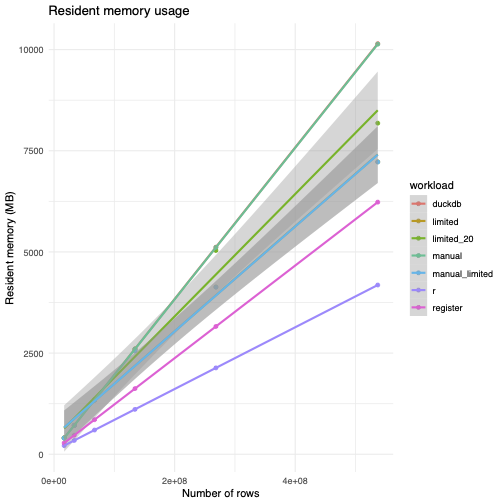 Resident memory usage
10000
7500
5000
2500
0
Resident memory (MB)
0e+00
2e+08
4e+08
Number of rows
workload
duckdb
limited
limited_20
manual
manual_limited
r
register